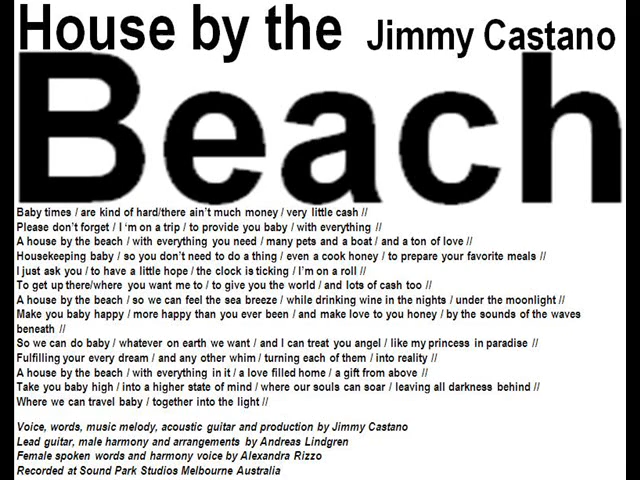 House by the Jimmy Castano
Beach
Baby times / are kind of hard/there ain't much money / very little cash //
Please don't forget / I 'm on a trip / to provide you baby / with everything //
A house by the beach / with everything you need / many pets and a boat / and a ton of love //
Housekeeping baby / so you don't need to do a thing / even a cook honey / to prepare your favorite meals //
I just ask you / to have a little hope / the clock is ticking / I'm on a roll //
To get up there/where you want me to / to give you the world / and lots of cash too //
A house by the beach / so we can feel the sea breeze / while drinking wine in the nights / under the moonlight //
Make you baby happy / more happy than you ever been / and make love to you honey / by the sounds of the waves
beneath //
So we can do baby / whatever on earth we want / and I can treat you angel / like my princess in paradise //
Fulfilling your every dream / and any other whim / turning each of them / into reality //
A house by the beach / with everything in it / a love filled home / a gift from above //
Take you baby high / into a higher state of mind / where our souls can soar / leaving all darkness behind //
Where we can travel baby / together into the light //
Voice, words, music melody, acoustic guitar and production by Jimmy Castano
Lead guitar, male harmony and arrangements by Andreas Lindgren
Female spoken words and harmony voice by Alexandra Rizzo
Recorded at Sound Park Studios Melbourne Australia